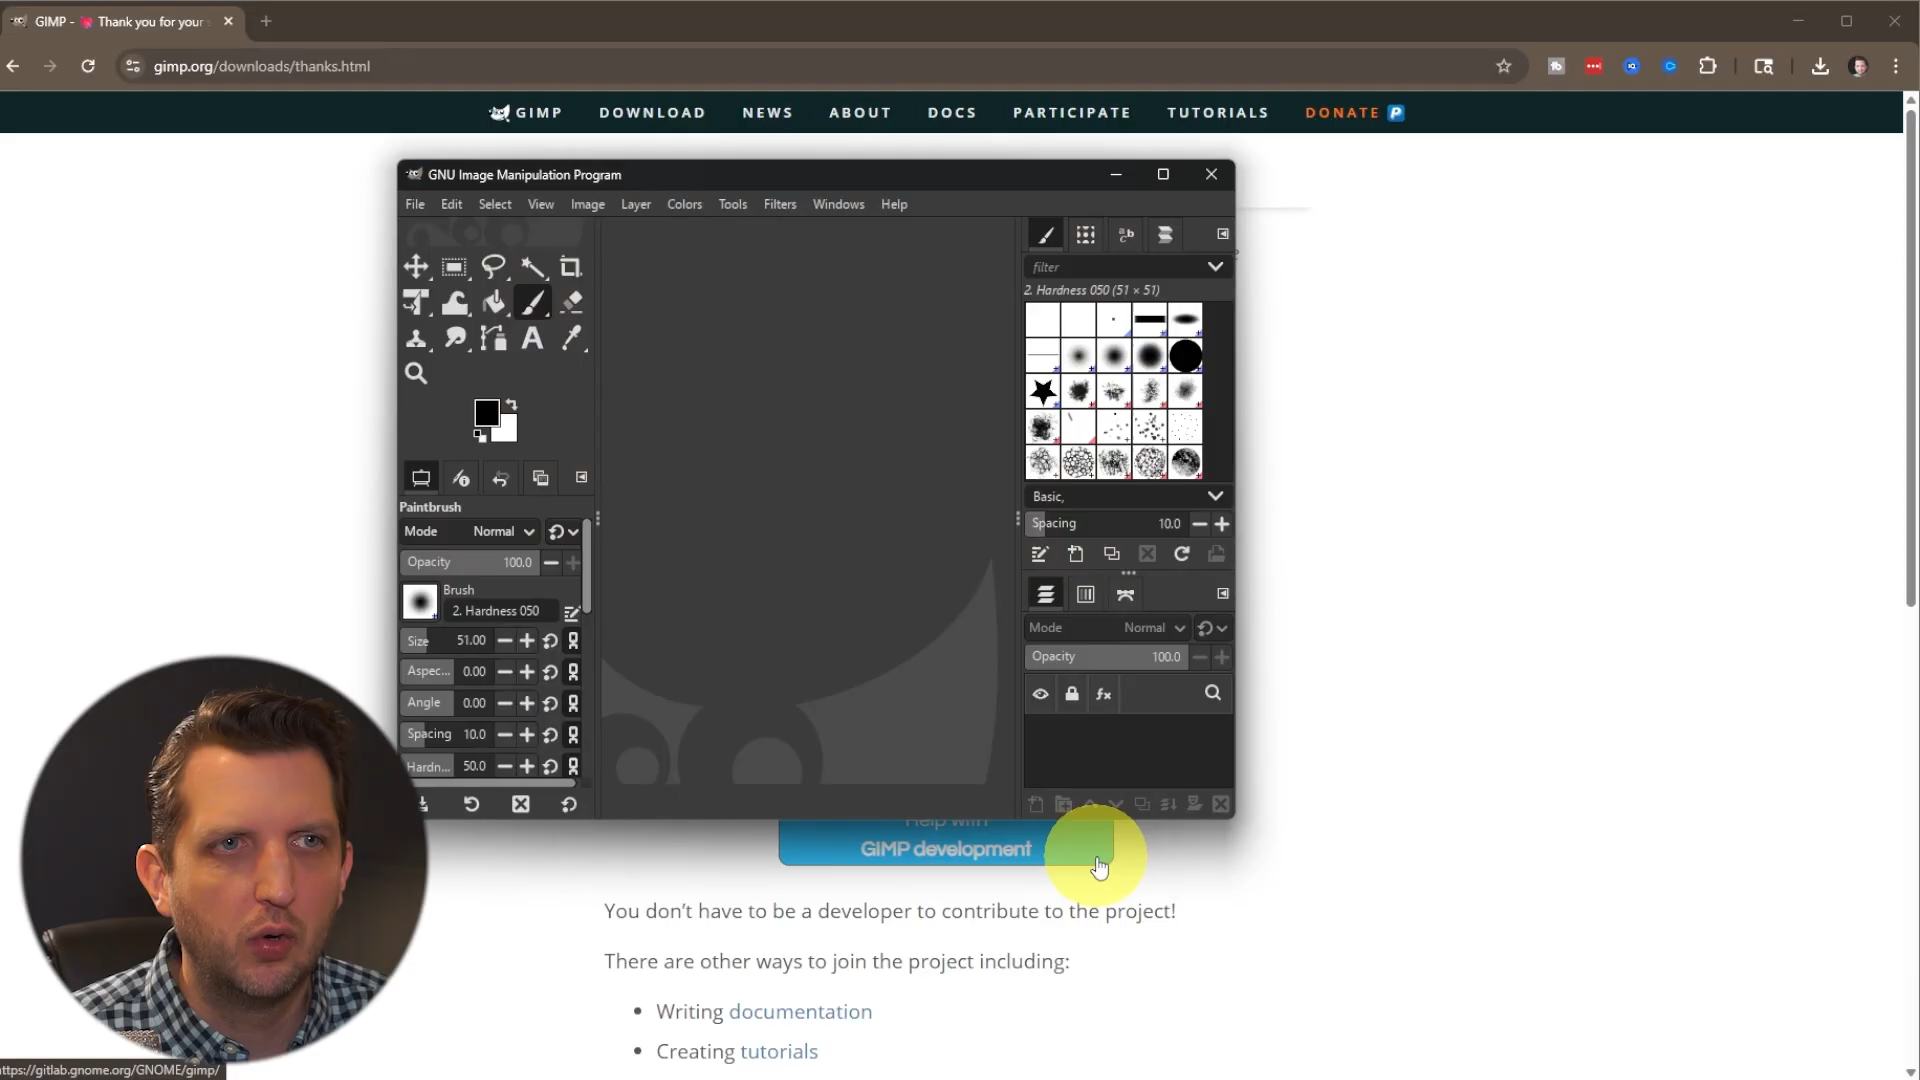 GIMP - 💘 Thank you for your
gimp.org/downloads/thanks.html
GIMP DOWNLOAD NEWS ABOUT DOCS PARTICIPATE TUTORIALS DONATE
GNU Image Manipulation Program
File Edit Select View Image Layer Colors Tools Filters Windows Help
filter
2. Hardness 050 (51 × 51)
Basic,
Spacing 10.0
Paintbrush
Mode Normal
Opacity 100.0
Brush
2. Hardness 050
Size 51.00
Aspec... 0.00
Angle 0.00
Spacing 10.0
Hardn... 50.0
Mode Normal
Opacity 100.0
fx
Help with
GIMP development
You don't have to be a developer to contribute to the project!
There are other ways to join the project including:
• Writing documentation
• Creating tutorials
https://gitlab.gnome.org/GNOME/gimp/